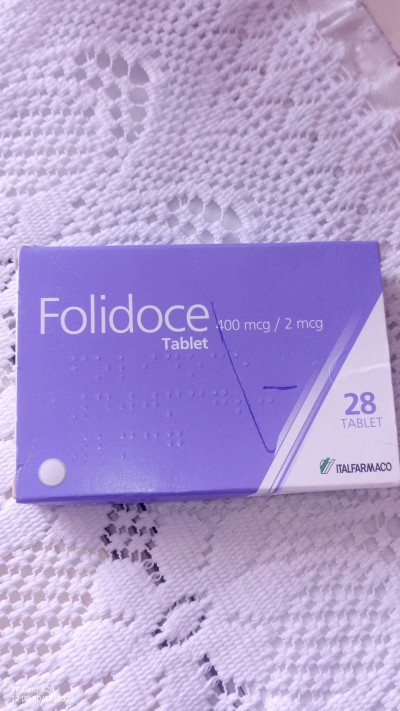 Folidoce 400 mcg / 2 mcg
Tablet
28
TABLET
ITALFARMACO